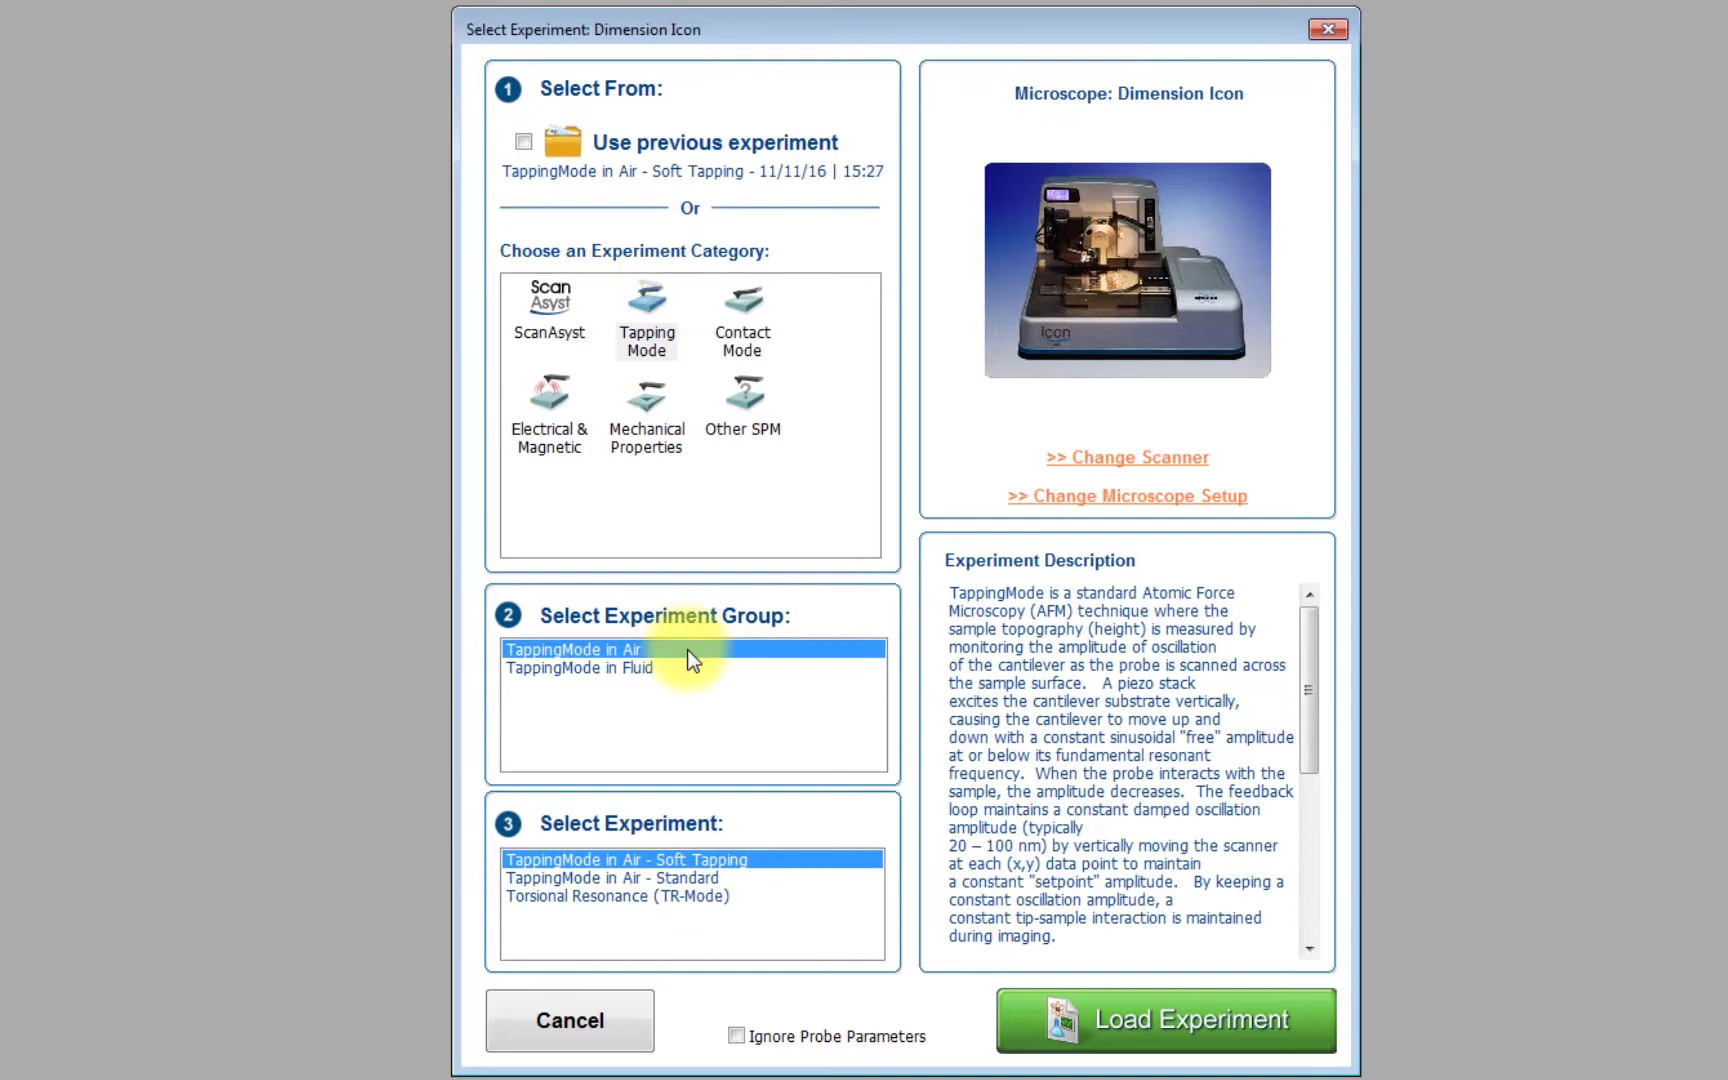 Select Experiment: Dimension Icon
1 Select From:
Use previous experiment
TappingMode in Air - Soft Tapping - 11/11/16 | 15:27
Or
Choose an Experiment Category:
Scan
Asyst
ScanAsyst
Tapping
Mode
Contact
Mode
Electrical &
Magnetic
Mechanical
Properties
Other SPM
2 Select Experiment Group:
TappingMode in Air
TappingMode in Fluid
3 Select Experiment:
TappingMode in Air - Soft Tapping
TappingMode in Air - Standard
Torsional Resonance (TR-Mode)
Cancel
Ignore Probe Parameters
Load Experiment
Microscope: Dimension Icon
icon
>> Change Scanner
>> Change Microscope Setup
Experiment Description
TappingMode is a standard Atomic Force
Microscopy (AFM) technique where the
sample topography (height) is measured by
monitoring the amplitude of oscillation
of the cantilever as the probe is scanned across
the sample surface. A piezo stack
excites the cantilever substrate vertically,
causing the cantilever to move up and
down with a constant sinusoidal "free" amplitude
at or below its fundamental resonant
frequency. When the probe interacts with the
sample, the amplitude decreases. The feedback
loop maintains a constant damped oscillation
amplitude (typically
20 – 100 nm) by vertically moving the scanner
at each (x,y) data point to maintain
a constant "setpoint" amplitude. By keeping a
constant oscillation amplitude, a
constant tip-sample interaction is maintained
during imaging.